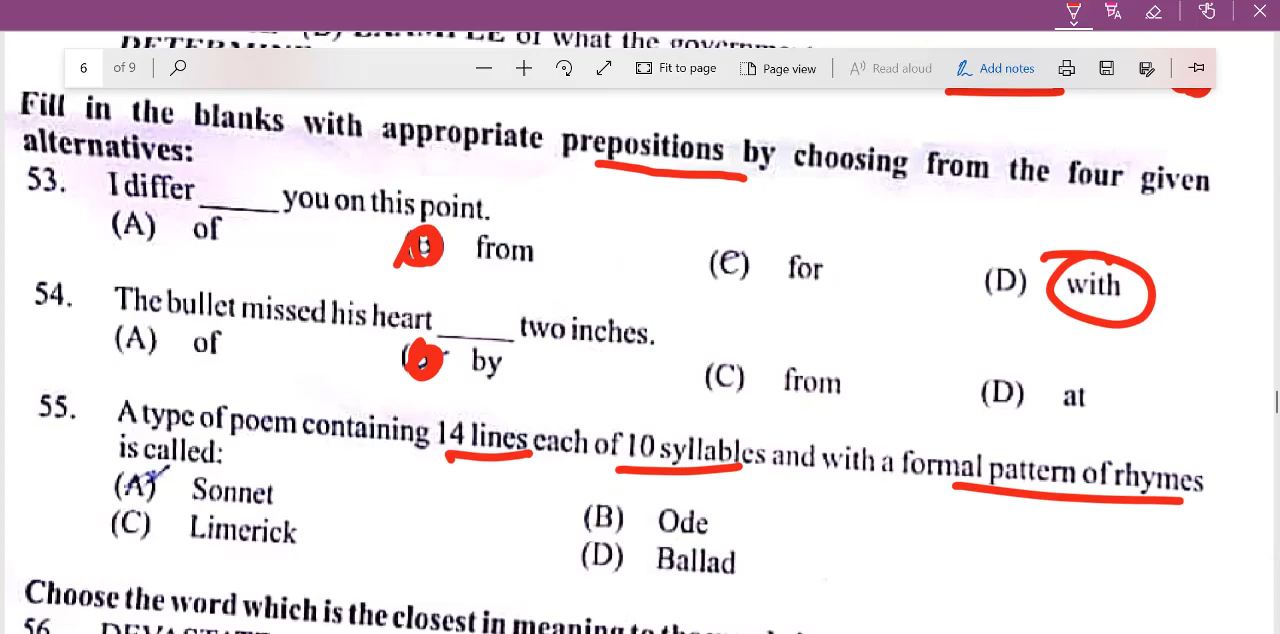 of what the
6 of 9 Fit to page Page view Read aloud Add notes
Fill in the blanks with appropriate prepositions by choosing from the four given
alternatives:
53. I differ _____ you on this point.
(A) of from (C) for (D) with
54. The bullet missed his heart _____ two inches.
(A) of by (C) from (D) at
55. A type of poem containing 14 lines each of 10 syllables and with a formal pattern of rhymes
is called:
(A) Sonnet (B) Ode
(C) Limerick (D) Ballad
Choose the word which is the closest in meaning to the
56.